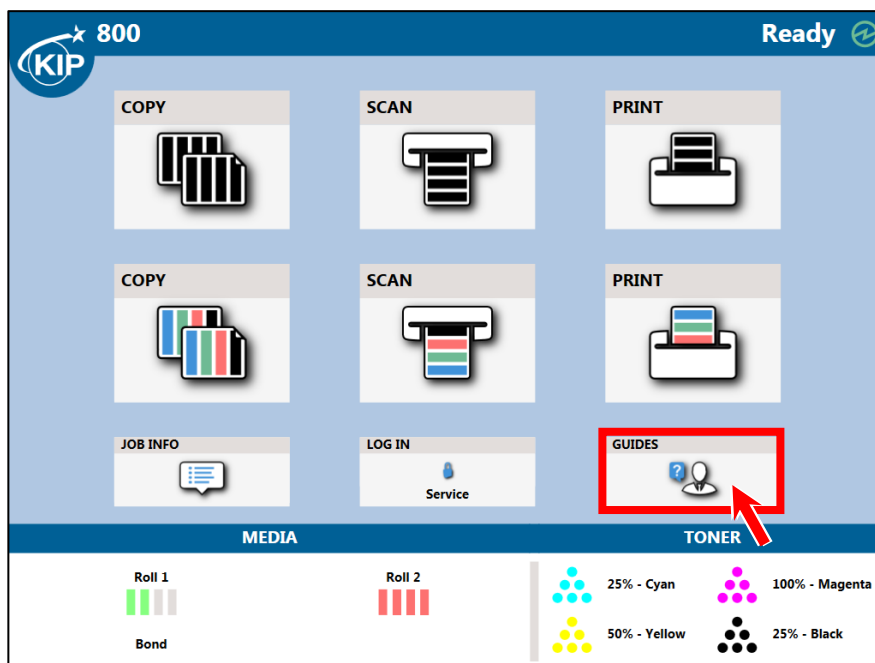 KIP
800
Ready
COPY
SCAN
PRINT
COPY
SCAN
PRINT
JOB INFO
LOG IN
GUIDES
?
Service
MEDIA
TONER
Roll 1
Roll 2
25% - Cyan
100% - Magenta
50% - Yellow
25% - Black
Bond